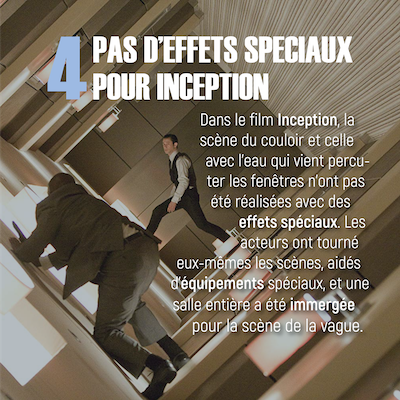 4 PAS D'EFFETS SPECIAUX
POUR INCEPTION
Dans le film Inception, la
scène du couloir et celle
avec l'eau qui vient percu-
ter les fenêtres n'ont pas
été réalisées avec des
effets spéciaux. Les
acteurs ont tourné
eux-mêmes les scènes, aidés
d'équipements spéciaux, et une
salle entière a été immergée
pour la scène de la vague.